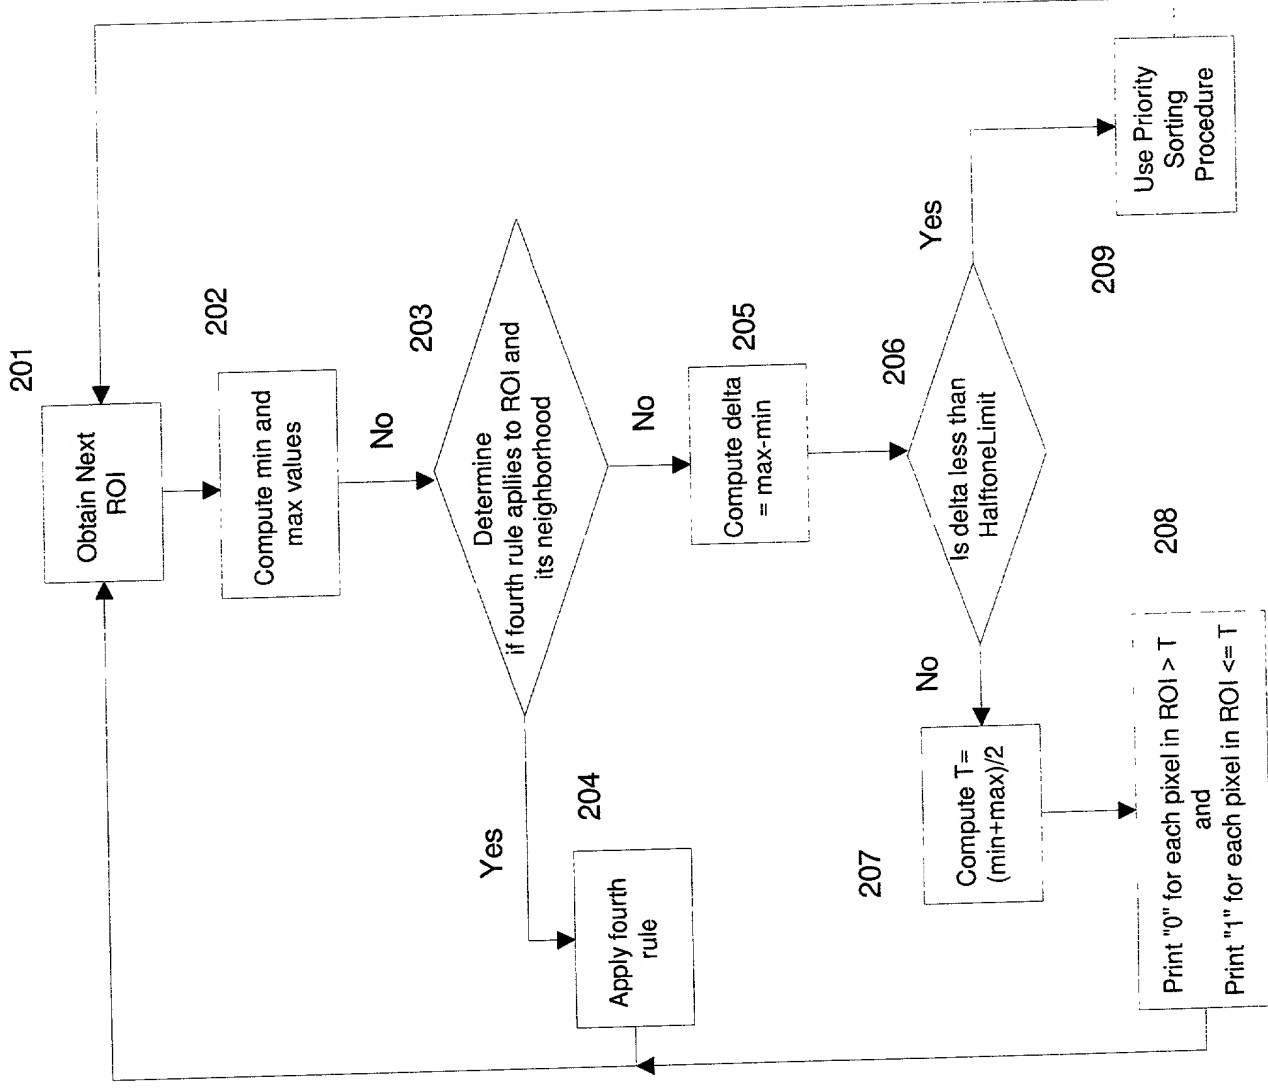 201
Obtain Next
ROI
202
Compute min and
max values
No
203
Determine
if fourth rule aplies to ROI and
its neighborhood
Yes
204
Apply fourth
rule
No
205
Compute delta
= max-min
206
Is delta less than
HalftoneLimit
No
207
Compute T=
(min+max)/2
208
Print "0" for each pixel in ROI > T
and
Print "1" for each pixel in ROI <= T
Yes
209
Use Priority
Sorting
Procedure